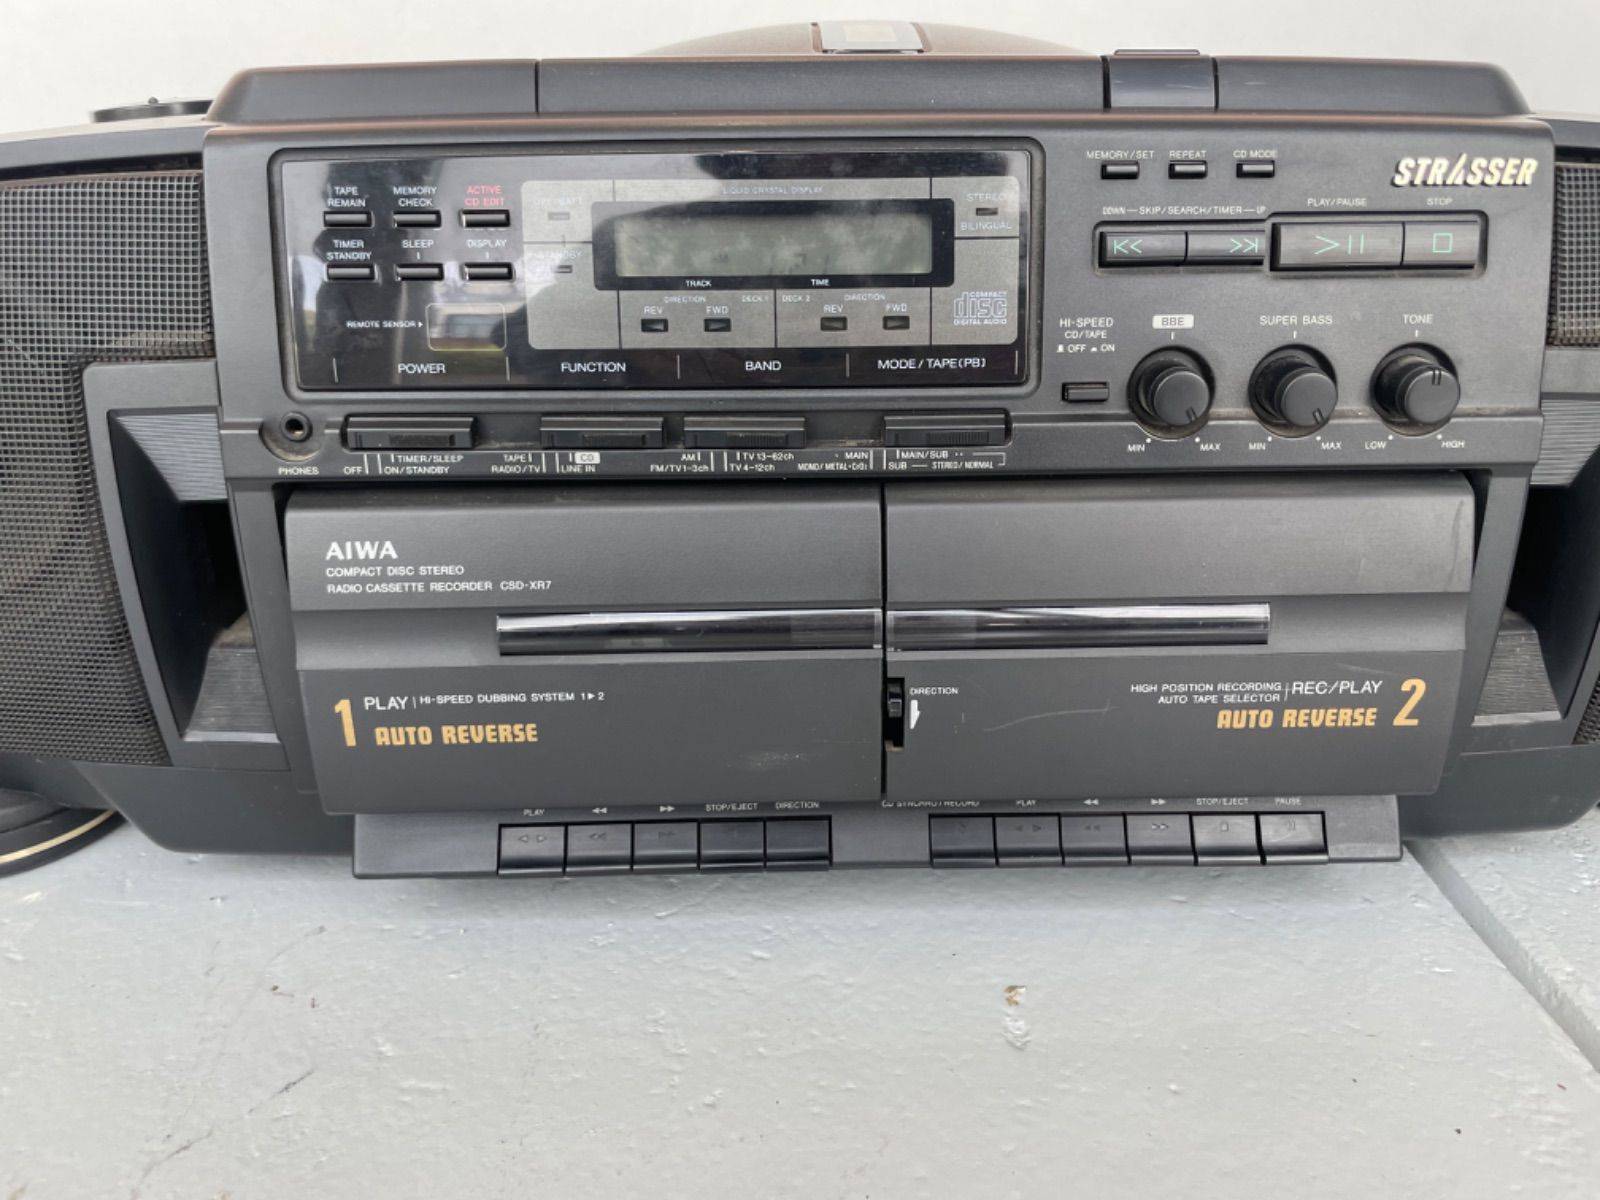 TAPE REMAIN
MEMORY CHECK
ACTIVE CD EDIT
TIMER STANDBY
SLEEP
DISPLAY
REMOTE SENSOR
LIQUID CRYSTAL DISPLAY
STEREO
BILINGUAL
TRACK
TIME
DIRECTION
DECK 1
DECK 2
DIRECTION
REV
FWD
REV
FWD
COMPACT disc DIGITAL AUDIO
POWER
FUNCTION
BAND
MODE/TAPE(PB)
MEMORY/SET
REPEAT
CD MODE
STRASSER
DOWN — SKIP/SEARCH/TIMER — UP
PLAY/PAUSE
STOP
HI-SPEED
CD/TAPE
OFF ON
BBE
SUPER BASS
TONE
MIN MAX
MIN MAX
LOW HIGH
PHONES
OFF
TIMER/SLEEP
ON/STANDBY
TAPE
RADIO/TV
CD
LINE IN
AM
FM/TV1-3ch
TV 13-62ch
TV 4-12ch
MAIN
MONO/METAL
MAIN/SUB
SUB
STEREO/NORMAL
AIWA
COMPACT DISC STEREO
RADIO CASSETTE RECORDER CSD-XR7
1 PLAY HI-SPEED DUBBING SYSTEM 1▶2
AUTO REVERSE
DIRECTION
HIGH POSITION RECORDING
AUTO TAPE SELECTOR
REC/PLAY 2
AUTO REVERSE
PLAY
STOP/EJECT
DIRECTION
CD SYNCHRO/RECORD
PLAY
STOP/EJECT
PAUSE